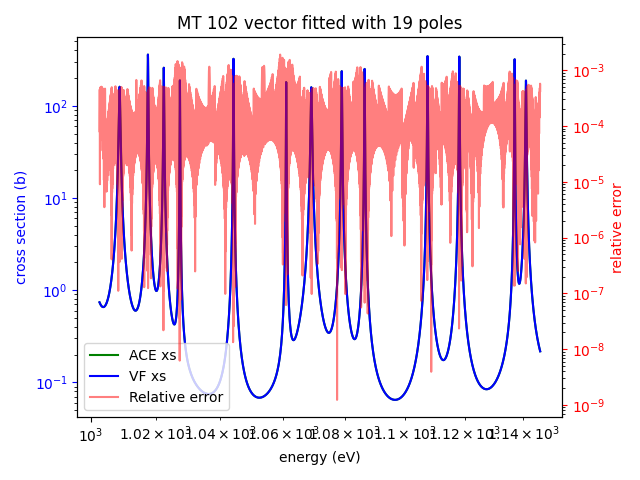 MT 102 vector fitted with 19 poles
cross section (b)
10²
10¹
10⁰
10⁻¹
10⁻³
10⁻⁴
10⁻⁵
10⁻⁶
10⁻⁷
10⁻⁸
10⁻⁹
relative error
ACE xs
VF xs
Relative error
10³ 1.02×10³ 1.04×10³ 1.06×10³ 1.08×10³ 1.1×10³ 1.12×10³ 1.14×10³
energy (eV)